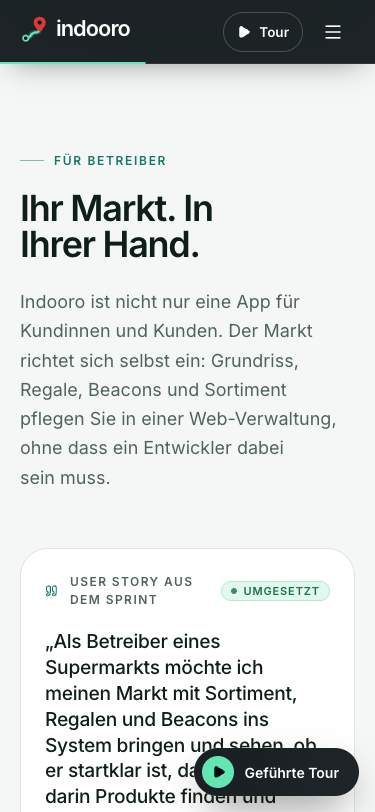 indooro
Tour
FÜR BETREIBER
Ihr Markt. In
Ihrer Hand.
Indooro ist nicht nur eine App für
Kundinnen und Kunden. Der Markt
richtet sich selbst ein: Grundriss,
Regale, Beacons und Sortiment
pflegen Sie in einer Web-Verwaltung,
ohne dass ein Entwickler dabei
sein muss.
USER STORY AUS
DEM SPRINT
UMGESETZT
„Als Betreiber eines
Supermarkts möchte ich
meinen Markt mit Sortiment,
Regalen und Beacons ins
System bringen und sehen, ob
er startklar ist,
darin Produkte finden und
Geführte Tour